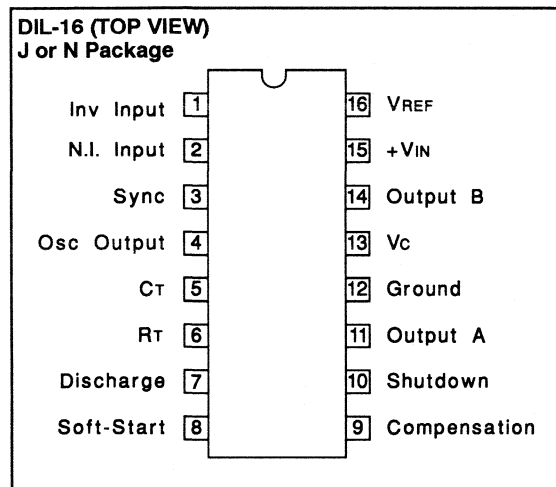 DIL-16 (TOP VIEW)
J or N Package
Inv Input 1
N.I. Input 2
Sync 3
Osc Output 4
CT 5
RT 6
Discharge 7
Soft-Start 8
16 VREF
15 +VIN
14 Output B
13 VC
12 Ground
11 Output A
10 Shutdown
9 Compensation